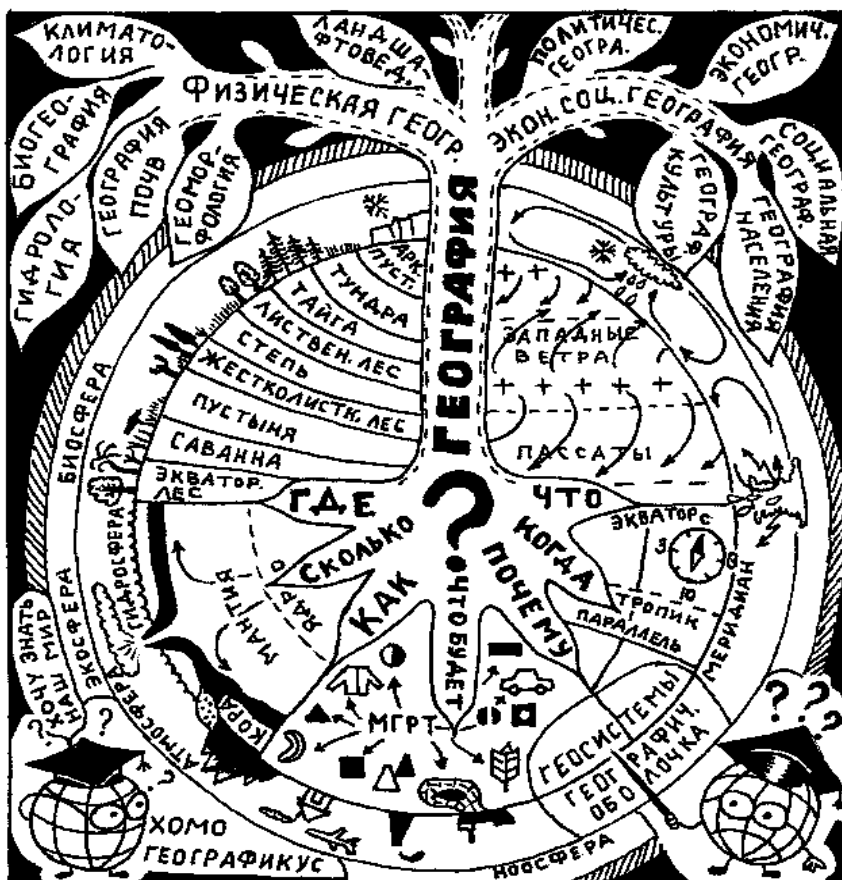 КЛИМАТО-
ЛОГИЯ
ЛАНДША-
ФТОВЕД.
ПОЛИТИЧЕС.
ГЕОГРА.
ЭКОНОМИЧ.
ГЕОГР.
БИОГЕО-
ГРАФИЯ
ФИЗИЧЕСКАЯ ГЕОГР.
ЭКОН. СОЦ. ГЕОГРАФИЯ
СОЦИАЛЬНАЯ
ГЕОГРАФ.
ГИДРОЛО-
ГИЯ
ГЕОГРАФИЯ
ПОЧВ
ГЕОМОР-
ФОЛОГИЯ
ГЕОГРАФ.
КУЛЬТУРЫ
ГЕОГРАФИЯ
НАСЕЛЕНИЯ
ГЕОГРАФИЯ
АРК.
ПУСТ.
ТУНДРА
ТАЙГА
ЛИСТВЕН. ЛЕС
СТЕПЬ
ЖЕСТКОЛИСТН. ЛЕС
ПУСТЫНЯ
САВАННА
ЭКВАТОР.
ЛЕС
+ +
ЗАПАДНЫЕ
ВЕТРА
+ + + + +
ПАССАТЫ
БИОСФЕРА
ГИДРОСФЕРА
ЭКОСФЕРА
АТМОСФЕРА
ГДЕ
?
ЧТО
СКОЛЬКО
КОГДА
КАК
ЧТО БУДЕТ
ПОЧЕМУ
ЭКВАТОР
С
З
В
Ю
ТРОПИК
ПАРАЛЛЕЛЬ
МЕРИДИАН
МАНТИЯ
ЯДРО
КОРА
МГРТ
ГЕОСИСТЕМЫ
ГЕОГРАФИЧ.
ОБОЛОЧКА
НООСФЕРА
ХОЧУ ЗНАТЬ
НАШ МИР
? ? ?
? ? ? ?
ХОМО
ГЕОГРАФИКУС